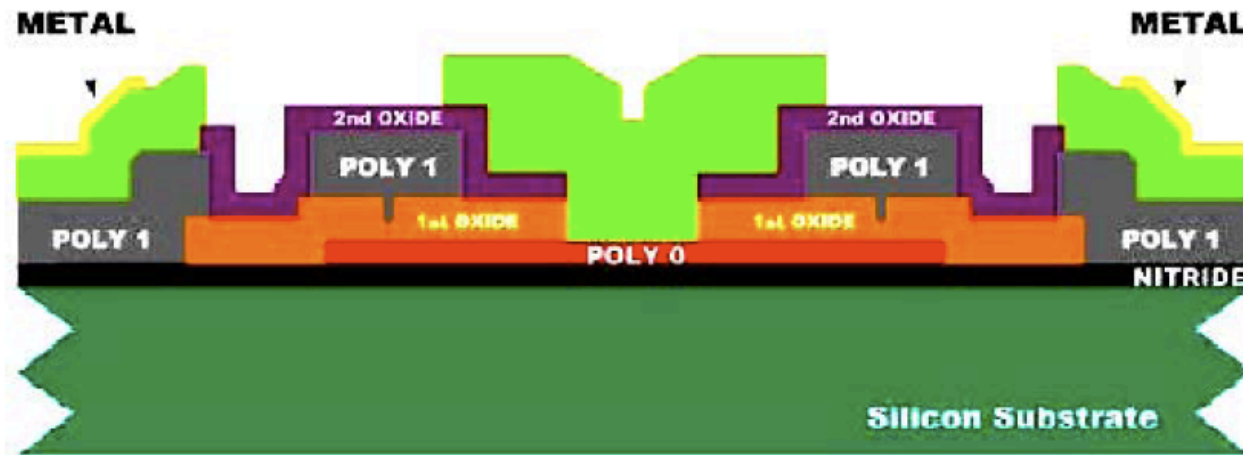 METAL
METAL
2nd OXIDE
2nd OXIDE
POLY 1
POLY 1
1st OXIDE
1st OXIDE
POLY 1
POLY 1
POLY 0
NITRIDE
Silicon Substrate